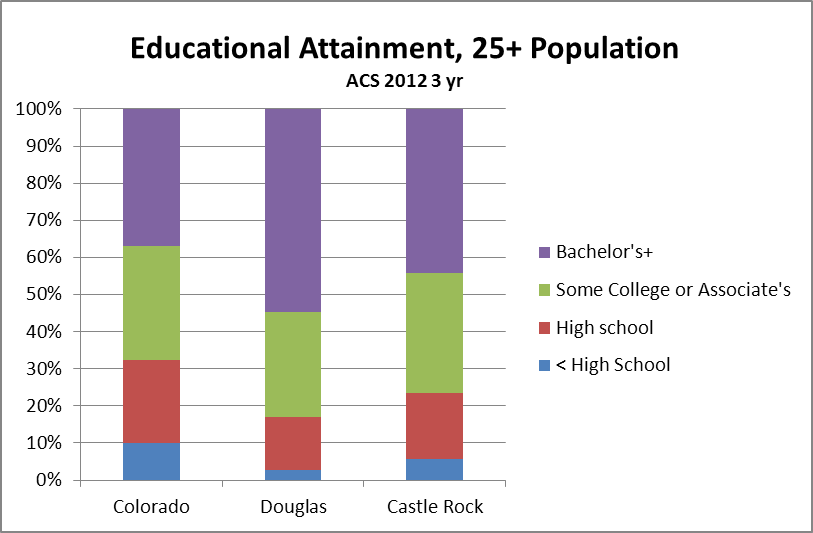 Educational Attainment, 25+ Population
ACS 2012 3 yr
100%
90%
80%
70%
60%
50%
40%
30%
20%
10%
0%
Colorado
Douglas
Castle Rock
Bachelor's+
Some College or Associate's
High school
< High School